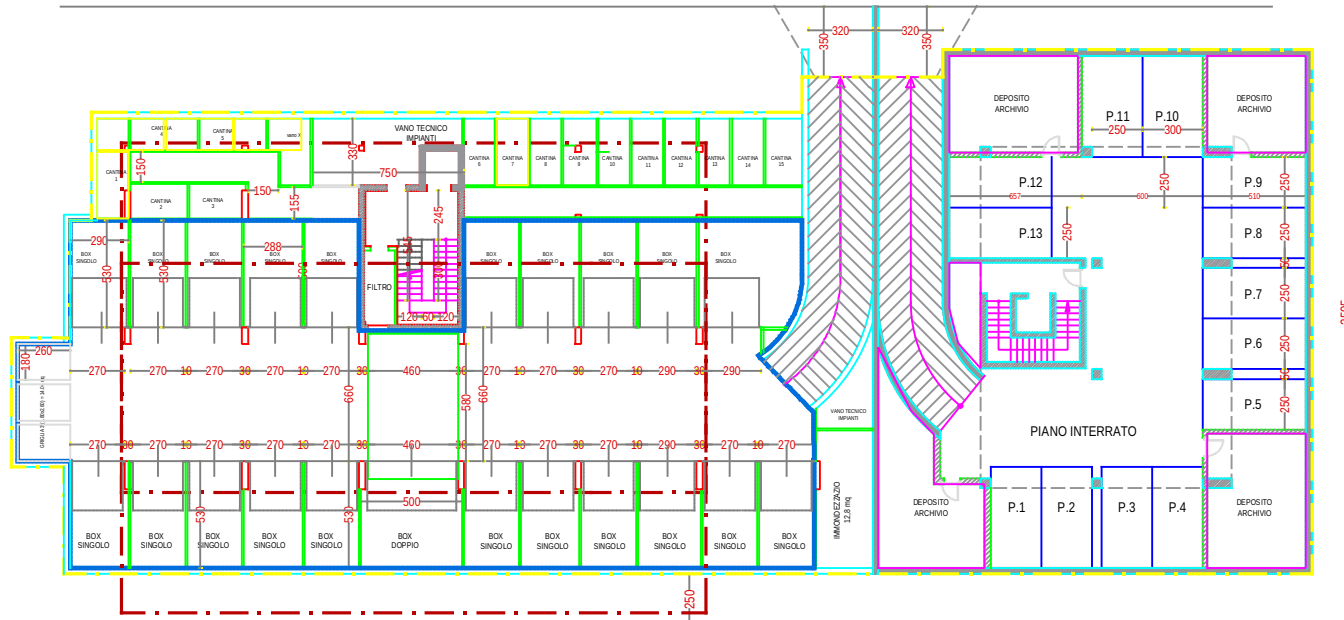 320
320
350
350
DEPOSITO
ARCHIVIO
P.11
P.10
250
300
DEPOSITO
ARCHIVIO
CANTINA
4
CANTINA
5
VANO TECNICO
IMPIANTI
330
750
CANTINA
6
CANTINA
7
CANTINA
8
CANTINA
9
CANTINA
10
CANTINA
11
CANTINA
12
CANTINA
13
CANTINA
14
CANTINA
15
150
CANTINA
1
CANTINA
2
CANTINA
3
150
155
245
P.12
P.9
250
250
657
600
510
P.13
P.8
250
250
290
288
BOX
SINGOLO
BOX
SINGOLO
BOX
SINGOLO
BOX
SINGOLO
BOX
SINGOLO
BOX
SINGOLO
BOX
SINGOLO
BOX
SINGOLO
BOX
SINGOLO
BOX
SINGOLO
530
530
FILTRO
120
60
120
50
P.7
250
P.6
250
50
P.5
250
260
180
270
270
10
270
30
270
10
270
30
460
30
270
10
270
30
270
10
290
660
580
660
270
30
270
13
270
30
270
10
270
30
460
30
270
13
270
30
270
30
290
30
270
10
270
VANO TECNICO
IMPIANTI
PIANO INTERRATO
500
530
530
IMMONDEZZAIO
12,8 mq
DEPOSITO
ARCHIVIO
P.1
P.2
P.3
P.4
DEPOSITO
ARCHIVIO
BOX
SINGOLO
BOX
SINGOLO
BOX
SINGOLO
BOX
SINGOLO
BOX
SINGOLO
BOX
DOPPIO
BOX
SINGOLO
BOX
SINGOLO
BOX
SINGOLO
BOX
SINGOLO
BOX
SINGOLO
BOX
SINGOLO
250